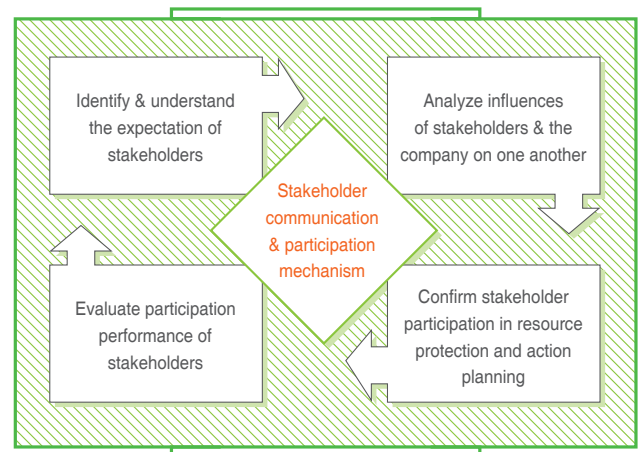 Identify & understand
the expectation of
stakeholders
Analyze influences
of stakeholders & the
company on one another
Stakeholder
communication
& participation
mechanism
Evaluate participation
performance of
stakeholders
Confirm stakeholder
participation in resource
protection and action
planning